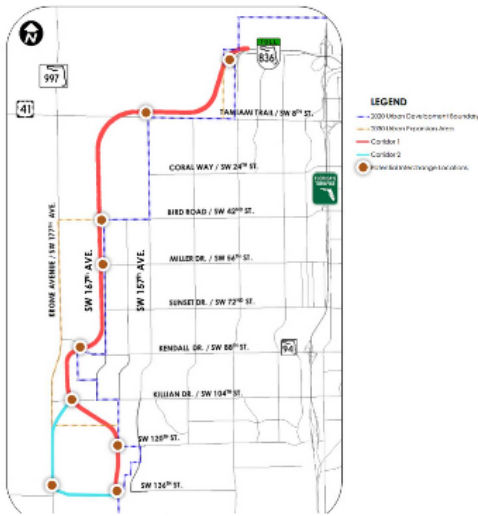 N
997
41
TOLL
836
TAMIAMI TRAIL / SW 8TH ST.
CORAL WAY / SW 24TH ST.
BIRD ROAD / SW 42ND ST.
KROME AVENUE / SW 177TH AVE.
SW 167TH AVE.
SW 157TH AVE.
MILLER DR. / SW 56TH ST.
SUNSET DR. / SW 72ND ST.
KENDALL DR. / SW 88TH ST.
94
KILLIAN DR. / SW 104TH ST.
SW 120TH ST.
SW 136TH ST.
LEGEND
2020 Urban Development Boundary
2030 Urban Expansion Area
Corridor 1
Corridor 2
Potential Interchange Locations